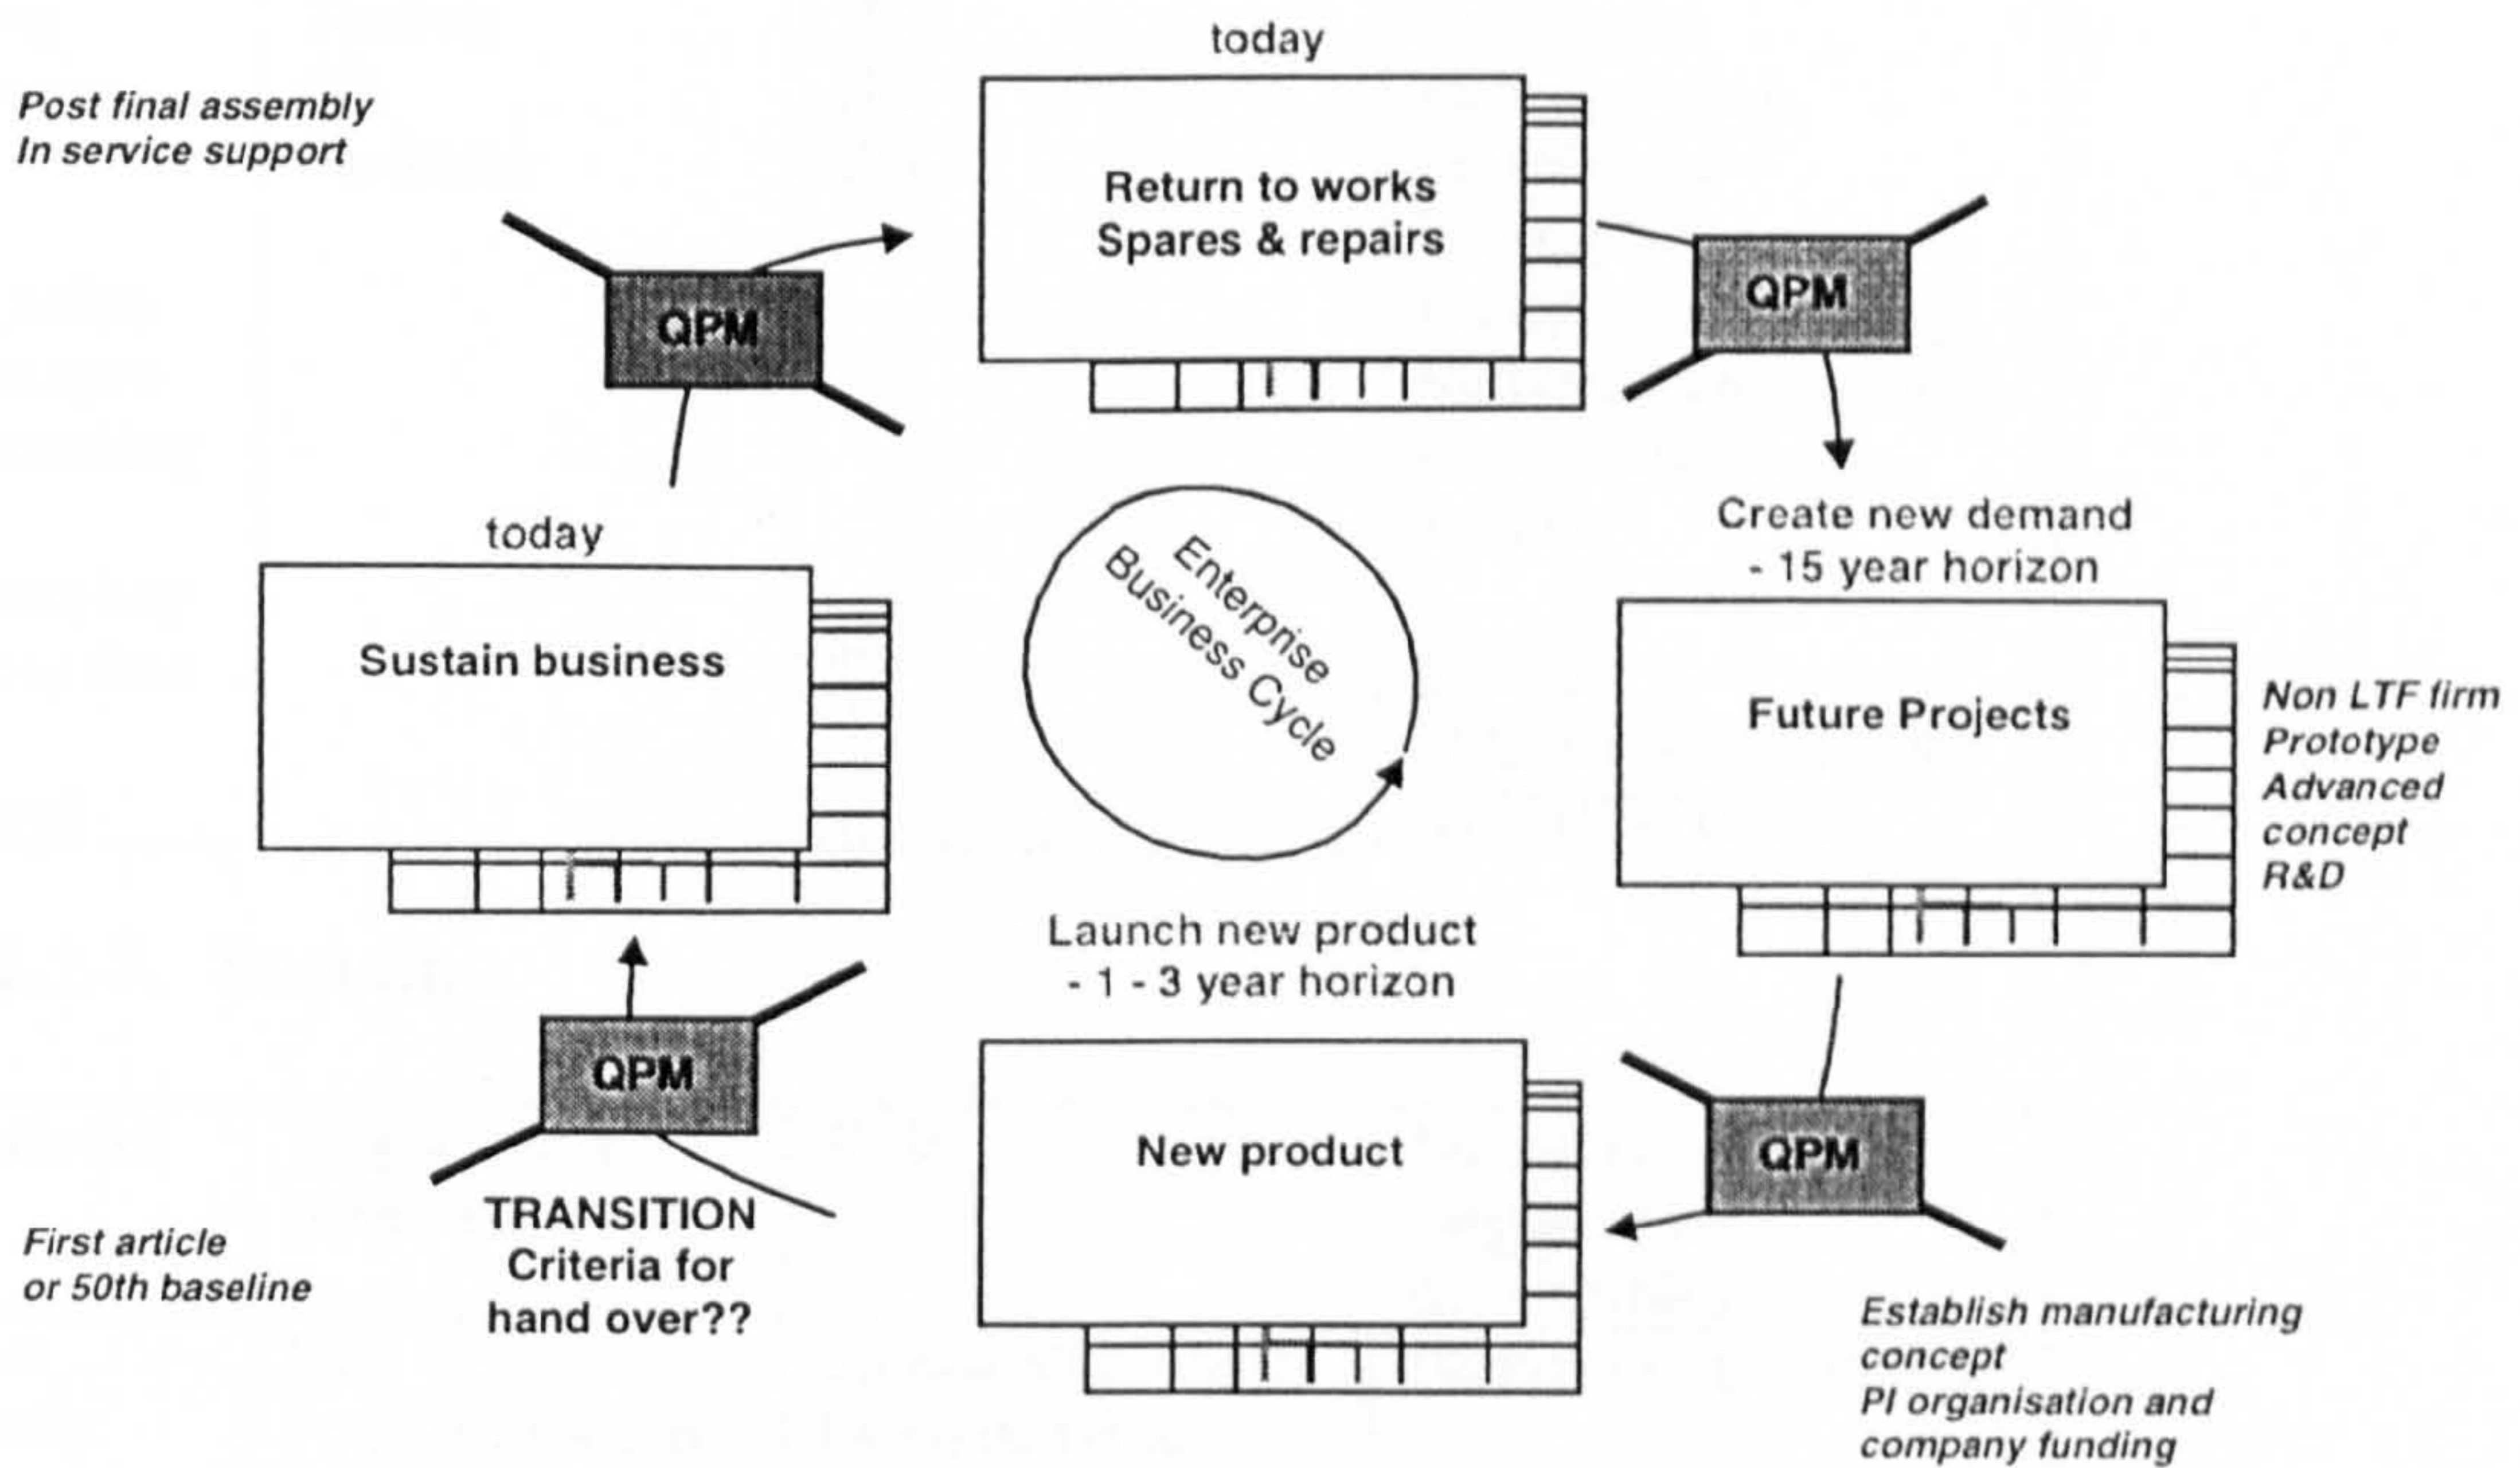 today
Post final assembly
In service support
Return to works
Spares & repairs
QPM
QPM
today
Create new demand
- 15 year horizon
Enterprise
Business Cycle
Sustain business
Future Projects
Non LTF firm
Prototype
Advanced
concept
R&D
Launch new product
- 1 - 3 year horizon
QPM
New product
QPM
TRANSITION
Criteria for
hand over??
First article
or 50th baseline
Establish manufacturing
concept
PI organisation and
company funding